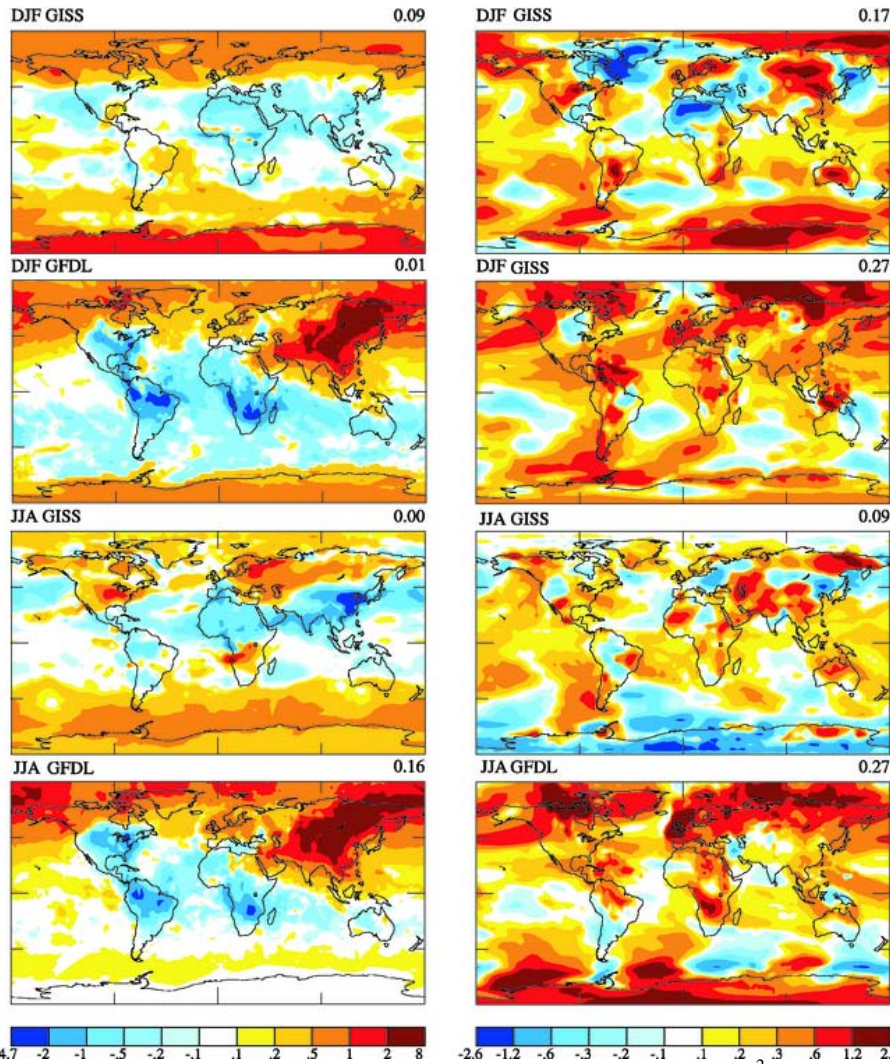 DJF GISS 0.09
DJF GISS 0.17
DJF GFDL 0.01
DJF GISS 0.27
JJA GISS 0.00
JJA GISS 0.09
JJA GFDL 0.16
JJA GFDL 0.27
4.7 -2 -1 -.5 -.2 -.1 .1 .2 .5 1 2 8
-2.6 -1.2 -.6 -.3 -.2 -.1 .1 .2 .3 .6 1.2 2.